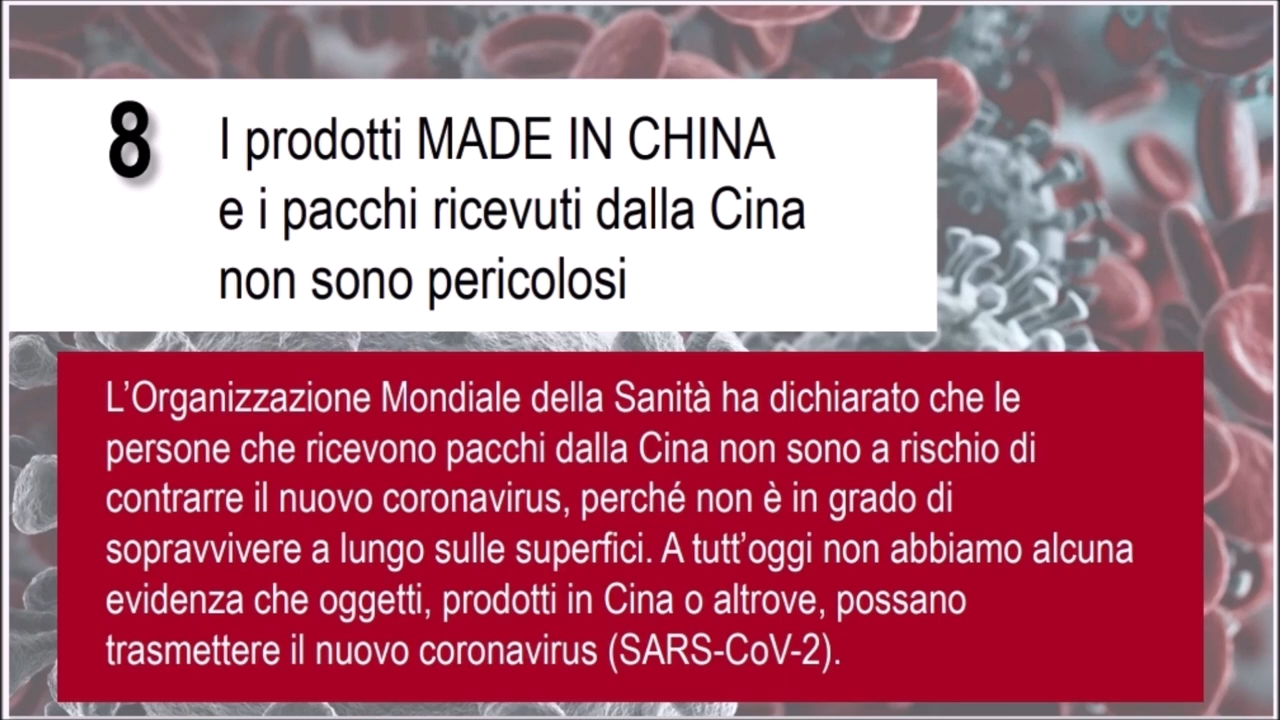 8
I prodotti MADE IN CHINA
e i pacchi ricevuti dalla Cina
non sono pericolosi
L’Organizzazione Mondiale della Sanità ha dichiarato che le
persone che ricevono pacchi dalla Cina non sono a rischio di
contrarre il nuovo coronavirus, perché non è in grado di
sopravvivere a lungo sulle superfici. A tutt’oggi non abbiamo alcuna
evidenza che oggetti, prodotti in Cina o altrove, possano
trasmettere il nuovo coronavirus (SARS-CoV-2).